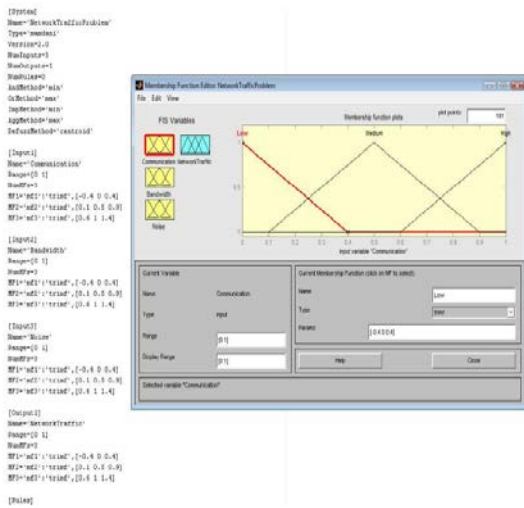 [System]
Name='NetworkTrafficProblem'
Type='mamdani'
Version=2.0
NumInputs=3
NumOutputs=1
NumRules=0
AndMethod='min'
OrMethod='max'
ImpMethod='min'
AggMethod='max'
DefuzzMethod='centroid'
[Input1]
Name='Communication'
Range=[0 1]
NumMFs=3
MF1='mf1':'trimf',[-0.4 0 0.4]
MF2='mf2':'trimf',[0.1 0.5 0.9]
MF3='mf3':'trimf',[0.6 1 1.4]
[Input2]
Name='Bandwidth'
Range=[0 1]
NumMFs=3
MF1='mf1':'trimf',[-0.4 0 0.4]
MF2='mf2':'trimf',[0.1 0.5 0.9]
MF3='mf3':'trimf',[0.6 1 1.4]
[Input3]
Name='Noise'
Range=[0 1]
NumMFs=3
MF1='mf1':'trimf',[-0.4 0 0.4]
MF2='mf2':'trimf',[0.1 0.5 0.9]
MF3='mf3':'trimf',[0.6 1 1.4]
[Output1]
Name='NetworkTraffic'
Range=[0 1]
NumMFs=3
MF1='mf1':'trimf',[-0.4 0 0.4]
MF2='mf2':'trimf',[0.1 0.5 0.9]
MF3='mf3':'trimf',[0.6 1 1.4]
[Rules]
Membership Function Editor: NetworkTrafficProblem
File Edit View
FIS Variables
Membership function plots
plot points:
181
Low
Medium
High
Communication NetworkTraffic
Bandwidth
Noise
1
0.5
0
0 0.1 0.2 0.3 0.4 0.5 0.6 0.7 0.8 0.9 1
input variable "Communication"
Current Variable
Name
Communication
Type
input
Range
[0 1]
Display Range
[0 1]
Current Membership Function (click on MF to select)
Name
Low
Type
trimf
Params
[-0.4 0 0.4]
Help
Close
Selected variable "Communication"